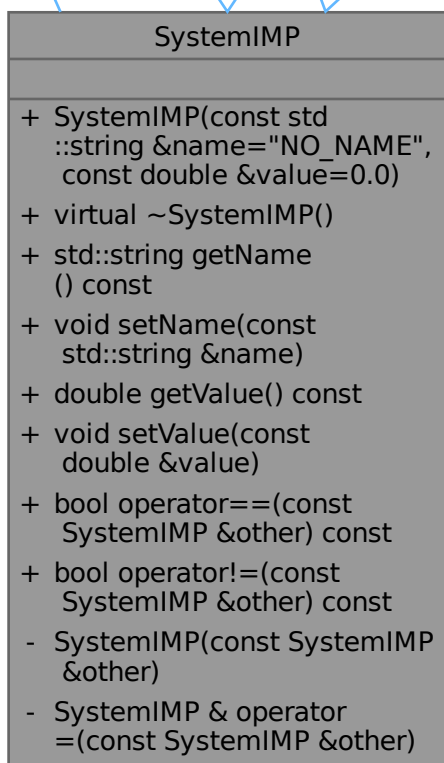 SystemIMP
+ SystemIMP(const std
::string &name="NO_NAME",
const double &value=0.0)
+ virtual ~SystemIMP()
+ std::string getName
() const
+ void setName(const
std::string &name)
+ double getValue() const
+ void setValue(const
double &value)
+ bool operator==(const
SystemIMP &other) const
+ bool operator!=(const
SystemIMP &other) const
- SystemIMP(const SystemIMP
&other)
- SystemIMP & operator
=(const SystemIMP &other)